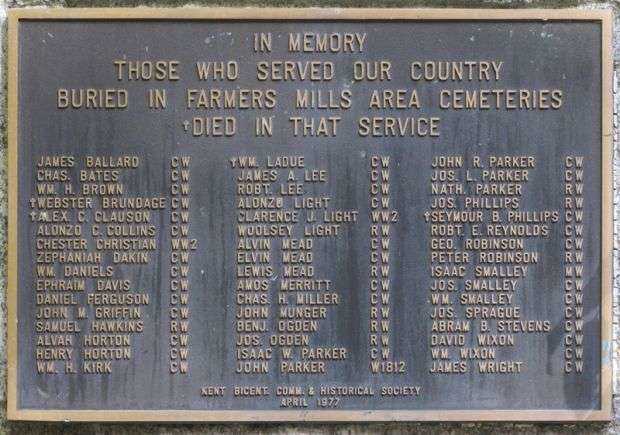 IN MEMORY
THOSE WHO SERVED OUR COUNTRY
BURIED IN FARMERS MILLS AREA CEMETERIES
†DIED IN THAT SERVICE
JAMES BALLARD CW
CHAS. BATES CW
WM. H. BROWN CW
†WEBSTER BRUNDAGE CW
†ALEX. C. CLAUSON CW
ALONZO C. COLLINS CW
CHESTER CHRISTIAN WW2
ZEPHANIAH DAKIN CW
WM. DANIELS CW
EPHRAIM DAVIS CW
DANIEL FERGUSON CW
JOHN M. GRIFFIN CW
SAMUEL HAWKINS RW
ALVAH HORTON CW
HENRY HORTON CW
WM. H. KIRK CW
†WM. LADUE CW
JAMES A. LEE CW
ROBT. LEE CW
ALONZO LIGHT CW
CLARENCE J. LIGHT WW2
WOOLSEY LIGHT RW
ALVIN MEAD CW
ELVIN MEAD CW
LEWIS MEAD RW
AMOS MERRITT CW
CHAS. H. MILLER CW
JOHN MUNGER RW
BENJ. OGDEN RW
JOS. OGDEN RW
ISAAC W. PARKER CW
JOHN PARKER W1812
JOHN R. PARKER CW
JOS. L. PARKER CW
NATH. PARKER RW
JOS. PHILLIPS RW
†SEYMOUR B. PHILLIPS CW
ROBT. E. REYNOLDS CW
GEO. ROBINSON CW
PETER ROBINSON RW
ISAAC SMALLEY MW
JOS. SMALLEY CW
WM. SMALLEY CW
JOS. SPRAGUE CW
ABRAM B. STEVENS CW
DAVID WIXON CW
WM. WIXON CW
JAMES WRIGHT CW
KENT BICENT. COMM. & HISTORICAL SOCIETY
APRIL 1977